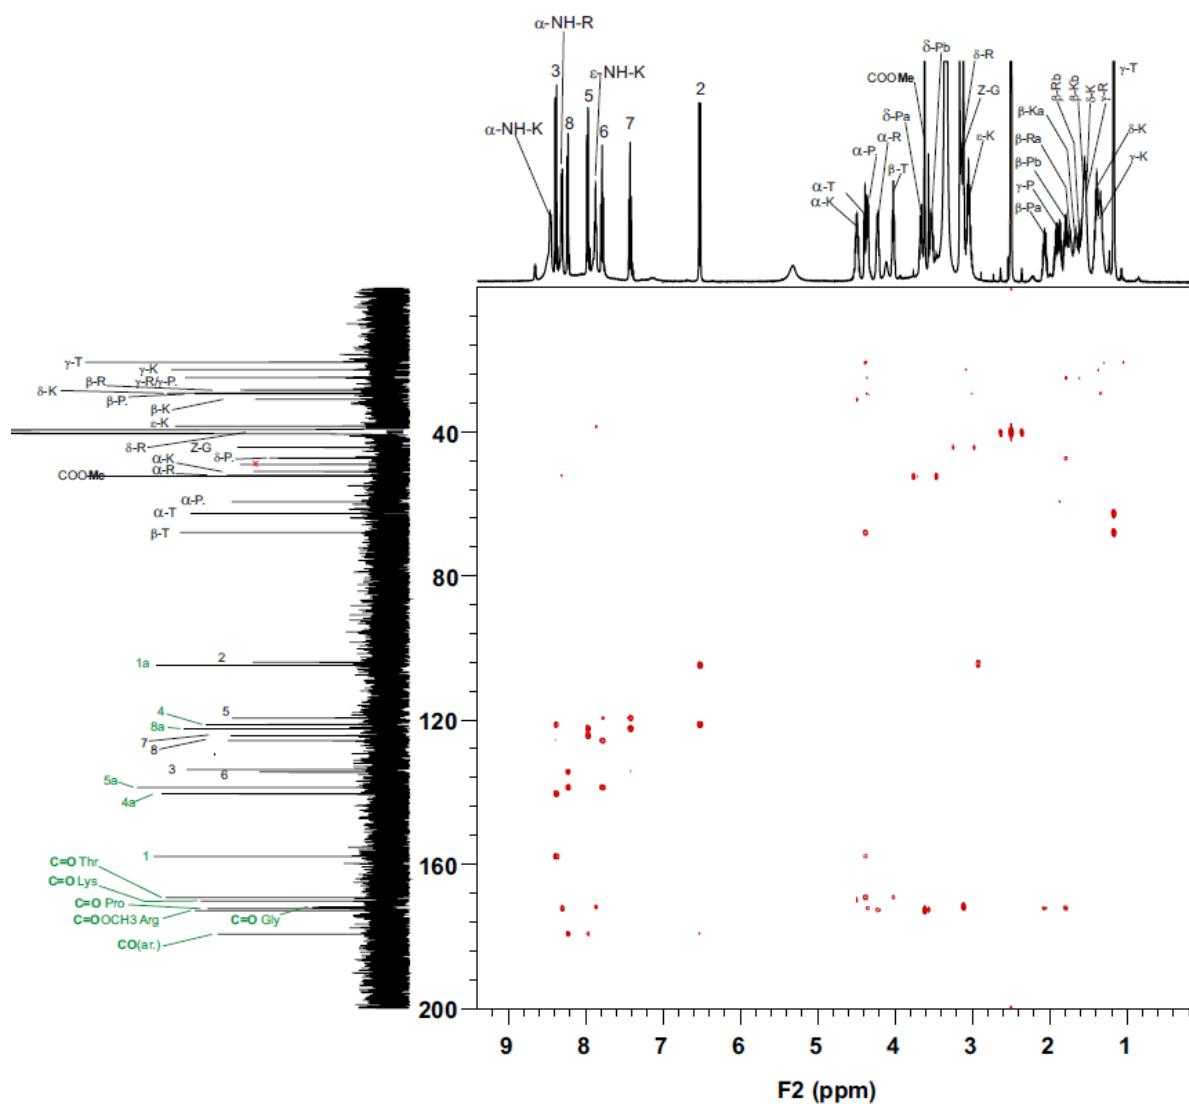 α-NH-R
3
α-NH-K
8
5
ε-NH-K
6
7
2
COOMe
δ-Pb
δ-R
Z-G
γ-T
δ-Pa
α-R
α-P.
β-T
α-T
α-K
ε-K
β-Ka
β-Ra
β-Pb
γ-P.
β-Pa
β-Rb
β-Kb
δ-K
γ-R
δ-K
γ-K
γ-T
γ-K
β-R
γ-R/γ-P.
δ-K
β-P.
β-K
ε-K
δ-R
Z-G
α-K
δ-P.
x
α-R
COOMe
α-P.
α-T
β-T
1a
2
4
5
8a
7
8
3
6
5a
4a
1
C=O Thr
C=O Lys
C=O Pro
C=O Gly
C=OOCH3 Arg
CO(ar.)
40
80
120
160
200
9 8 7 6 5 4 3 2 1
F2 (ppm)